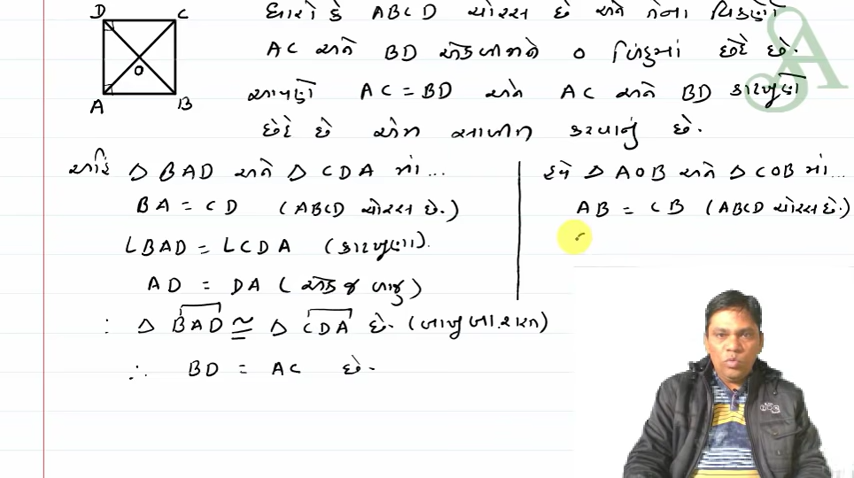 D C
O
A B
ધારો કે ABCD ચોરસ છે અને તેના વિકર્ણો
AC અને BD એકબીજાને O બિંદુમાં છેદે છે.
આપણે AC = BD અને AC અને BD કાટખૂણે
છેદે છે એમ સાબીત કરવાનું છે.
અહીં △ BAD અને △ CDA માં...
BA = CD (ABCD ચોરસ છે.)
∠BAD = ∠CDA (કાટખૂણા).
AD = DA (એક જ બાજુ)
∴ △ BAD ≅ △ CDA છે. (બાખૂબા શરત)
∴ BD = AC છે.
હવે △ AOB અને △ COB માં...
AB = CB (ABCD ચોરસ છે.)